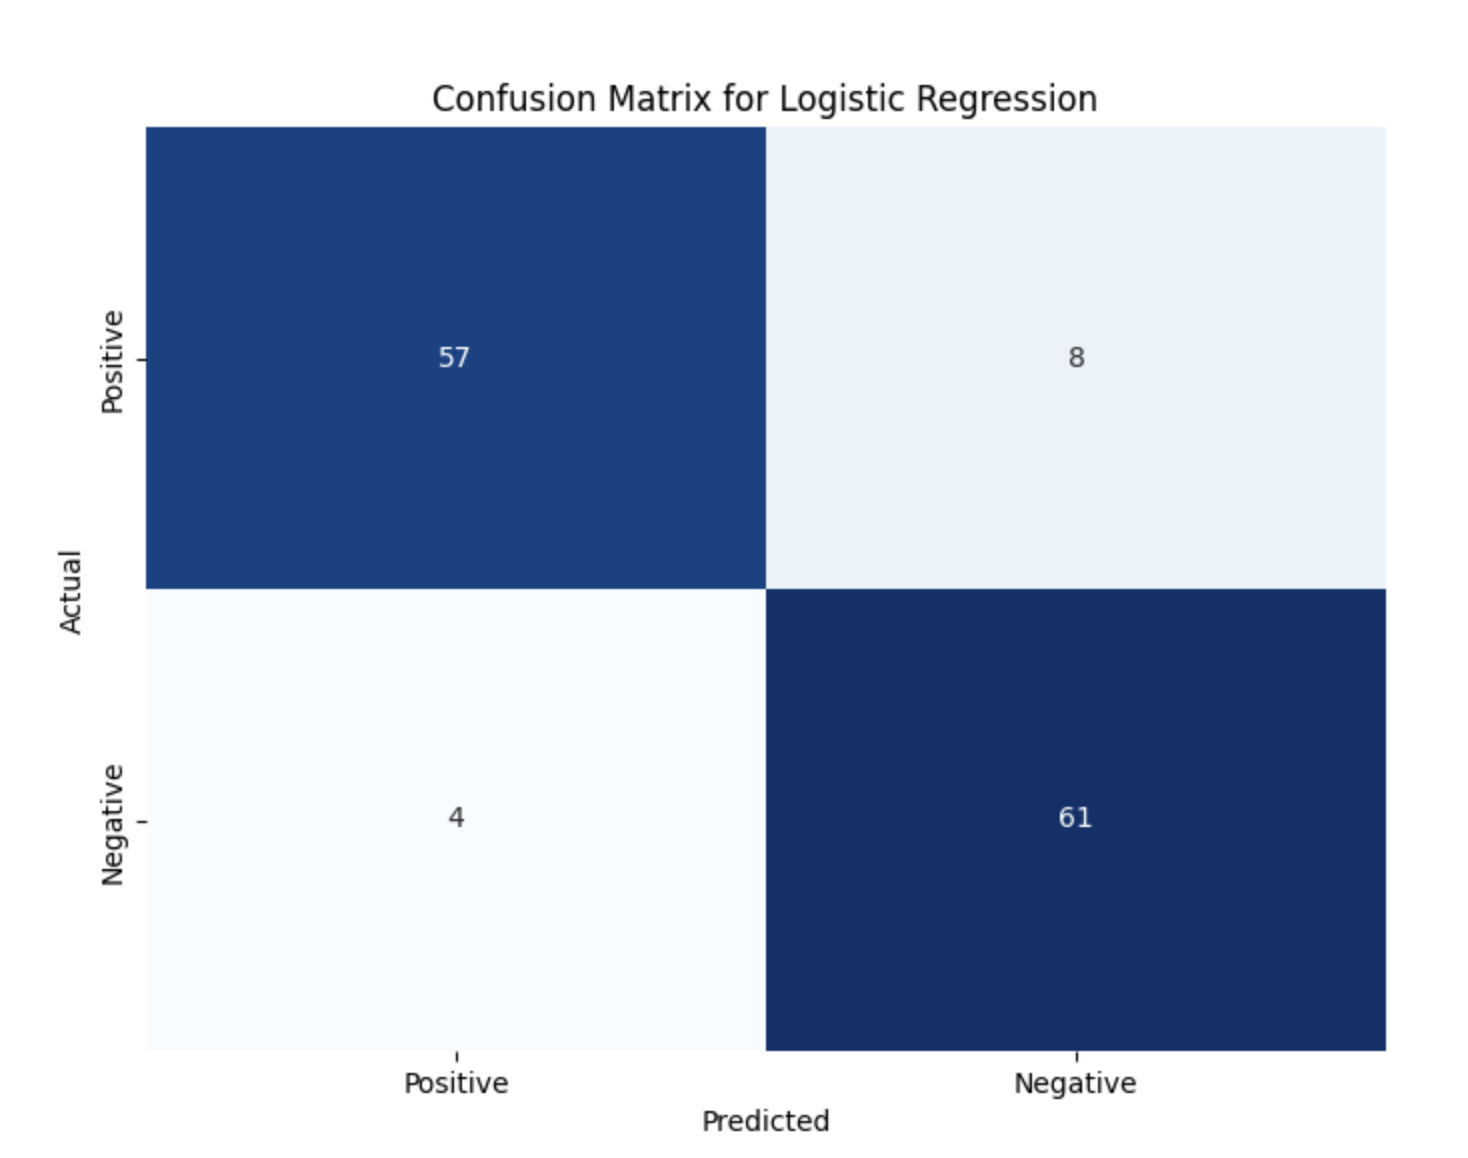 Confusion Matrix for Logistic Regression
Positive
57
8
Actual
Negative
4
61
Positive
Negative
Predicted